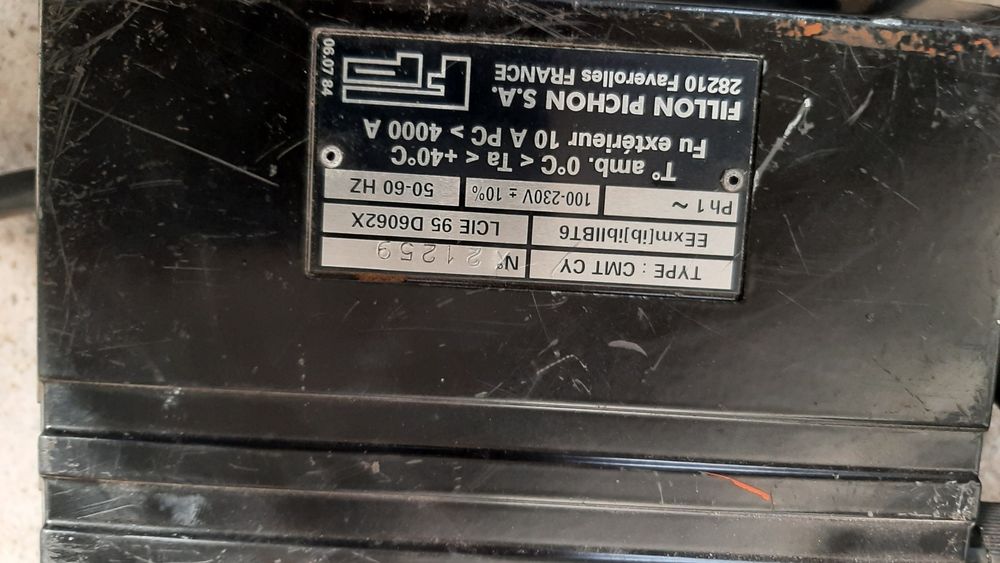 TYPE : CMT CY
N° 21259
EExm[ib]ibIIBT6
LCIE 95 D6062X
Ph 1 ~
100-230V ± 10%
50-60 HZ
T° amb. 0°C < Ta < +40°C
Fu extérieur 10 A PC > 4000 A
FILLON PICHON S.A.
28210 Faverolles FRANCE
06.07 84